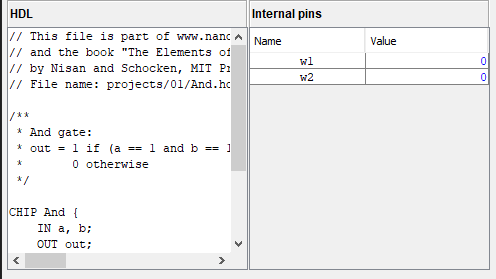 HDL
// This file is part of www.nand
// and the book "The Elements of
// by Nisan and Schocken, MIT Pr
// File name: projects/01/And.hd
/**
 * And gate:
 * out = 1 if (a == 1 and b == 1
 *       0 otherwise
 */
CHIP And {
    IN a, b;
    OUT out;
Internal pins
Name Value
w1 0
w2 0